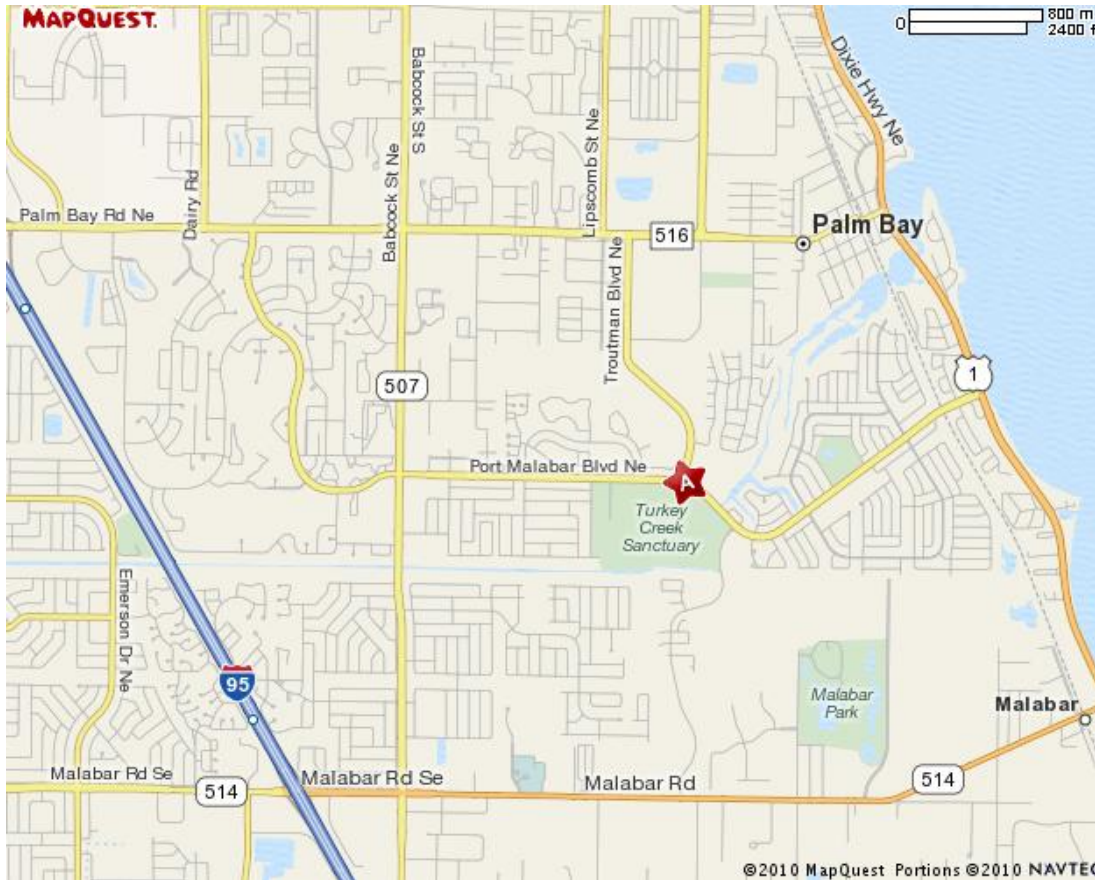 MAPQUEST.
0
800 m
2400 f
Dixie Hwy Ne
Babcock St S
Lipscomb St Ne
Dairy Rd
Babcock St Ne
Palm Bay Rd Ne
516
Palm Bay
Troutman Blvd Ne
1
507
Port Malabar Blvd Ne
A
Turkey
Creek
Sanctuary
Emerson Dr Ne
95
Malabar
Park
Malabar
Malabar Rd Se
514
Malabar Rd Se
Malabar Rd
514
©2010 MapQuest Portions ©2010 NAVTEQ